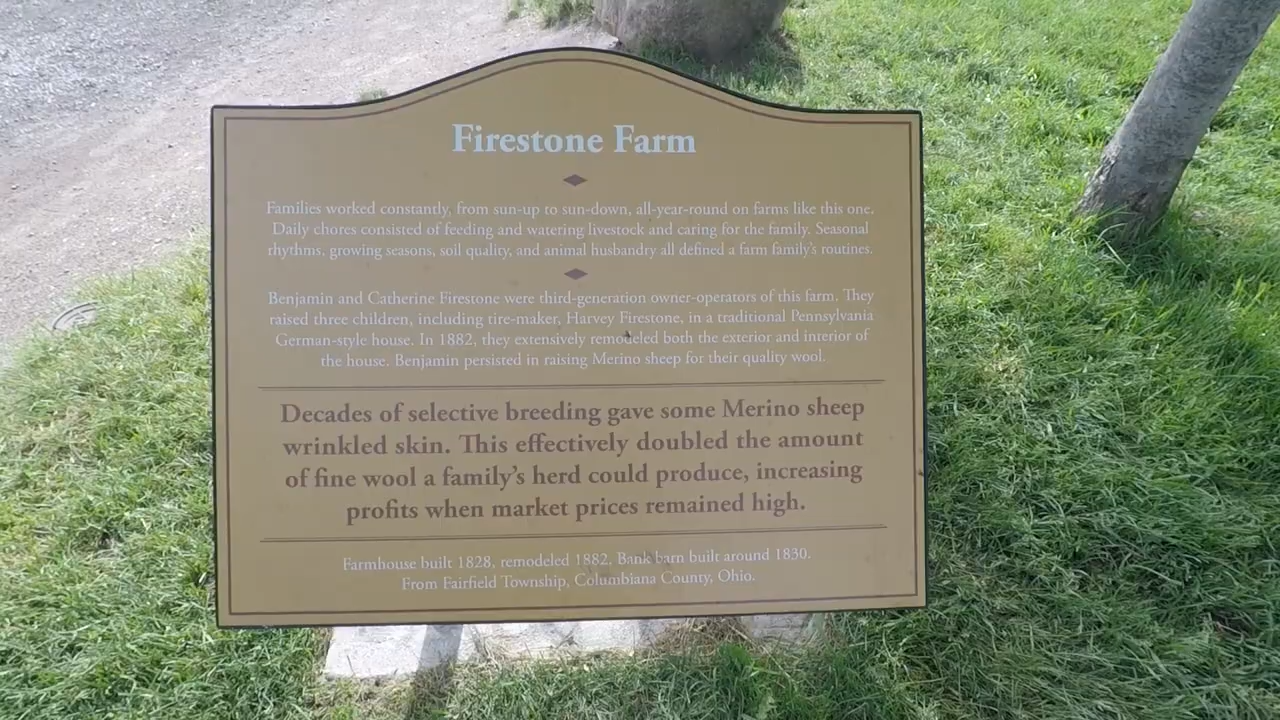 Firestone Farm
Families worked constantly, from sun-up to sun-down, all-year-round on farms like this one.
Daily chores consisted of feeding and watering livestock and caring for the family. Seasonal
rhythms, growing seasons, soil quality, and animal husbandry all defined a farm family's routines.
Benjamin and Catherine Firestone were third-generation owner-operators of this farm. They
raised three children, including tire-maker, Harvey Firestone, in a traditional Pennsylvania
German-style house. In 1882, they extensively remodeled both the exterior and interior of
the house. Benjamin persisted in raising Merino sheep for their quality wool.
Decades of selective breeding gave some Merino sheep
wrinkled skin. This effectively doubled the amount
of fine wool a family's herd could produce, increasing
profits when market prices remained high.
Farmhouse built 1828, remodeled 1882. Bank barn built around 1830.
From Fairfield Township, Columbiana County, Ohio.